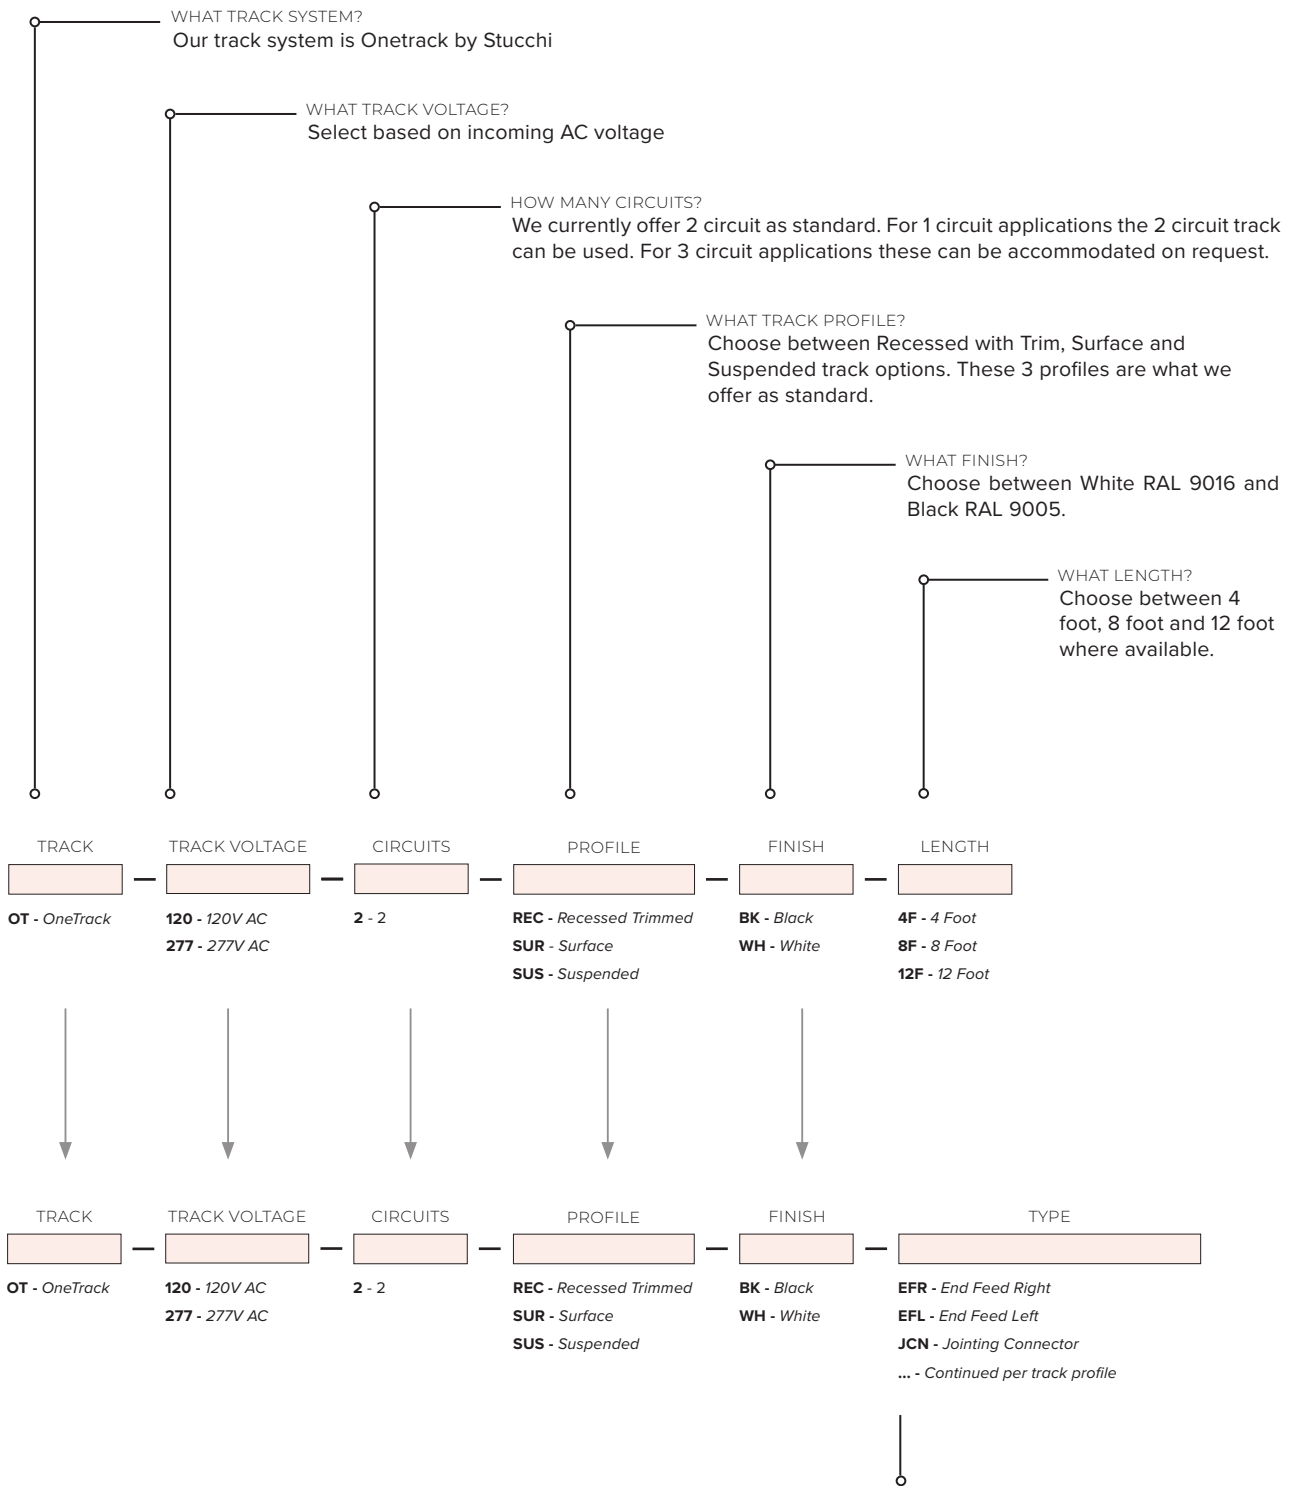 WHAT TRACK SYSTEM?
Our track system is Onetrack by Stucchi
WHAT TRACK VOLTAGE?
Select based on incoming AC voltage
HOW MANY CIRCUITS?
We currently offer 2 circuit as standard. For 1 circuit applications the 2 circuit track
can be used. For 3 circuit applications these can be accommodated on request.
WHAT TRACK PROFILE?
Choose between Recessed with Trim, Surface and
Suspended track options. These 3 profiles are what we
offer as standard.
WHAT FINISH?
Choose between White RAL 9016 and
Black RAL 9005.
WHAT LENGTH?
Choose between 4
foot, 8 foot and 12 foot
where available.
TRACK
OT - OneTrack
TRACK VOLTAGE
120 - 120V AC
277 - 277V AC
CIRCUITS
2 - 2
PROFILE
REC - Recessed Trimmed
SUR - Surface
SUS - Suspended
FINISH
BK - Black
WH - White
LENGTH
4F - 4 Foot
8F - 8 Foot
12F - 12 Foot
TRACK
OT - OneTrack
TRACK VOLTAGE
120 - 120V AC
277 - 277V AC
CIRCUITS
2 - 2
PROFILE
REC - Recessed Trimmed
SUR - Surface
SUS - Suspended
FINISH
BK - Black
WH - White
TYPE
EFR - End Feed Right
EFL - End Feed Left
JCN - Jointing Connector
... - Continued per track profile